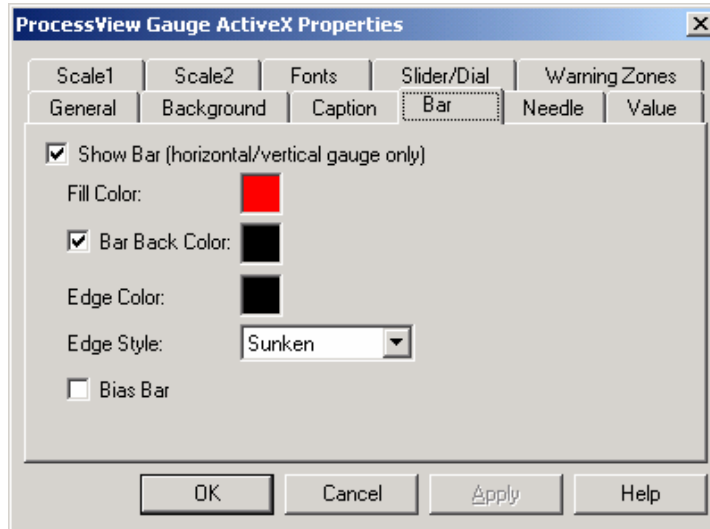 ProcessView Gauge ActiveX Properties
Scale1 Scale2 Fonts Slider/Dial Warning Zones
General Background Caption Bar Needle Value
Show Bar (horizontal/vertical gauge only)
Fill Color:
Bar Back Color:
Edge Color:
Edge Style: Sunken
Bias Bar
OK Cancel Apply Help